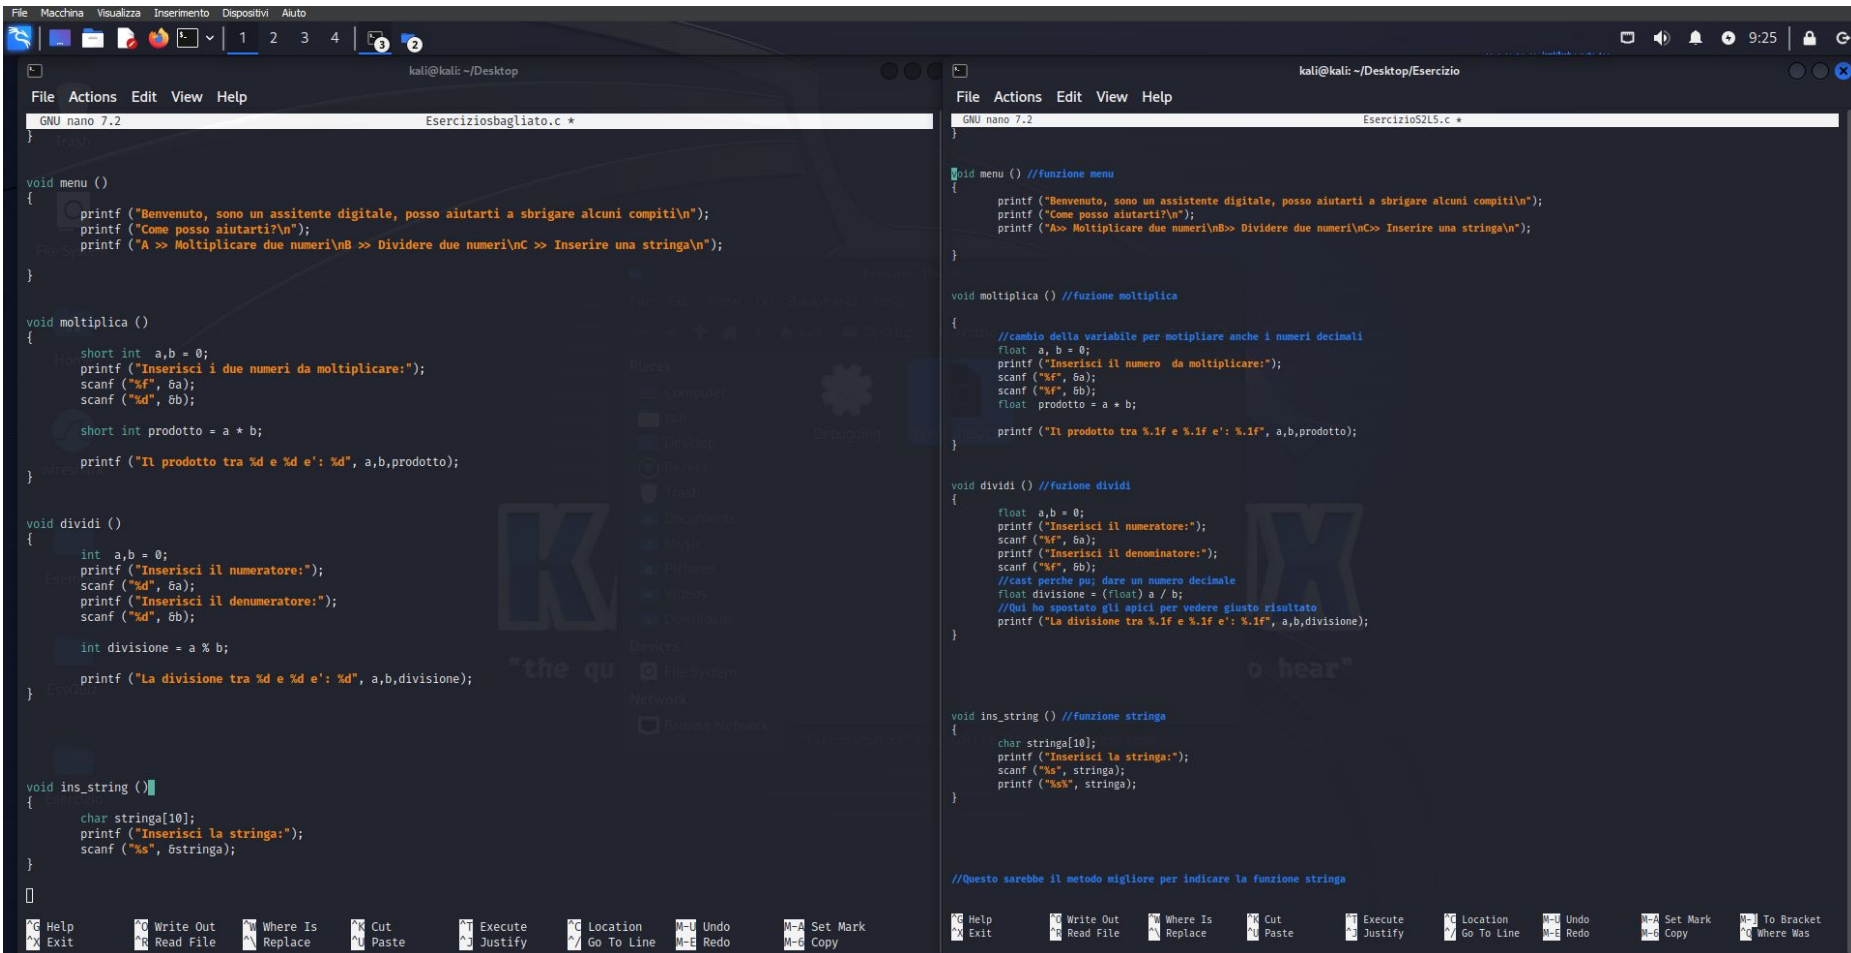 File Macchina Visualizza Inserimento Dispositivi Aiuto
1 2 3 4 3 2 9:25
kali@kali: ~/Desktop
File Actions Edit View Help
GNU nano 7.2 Eserciziosbagliato.c *
}
void menu ()
{
printf ("Benvenuto, sono un assitente digitale, posso aiutarti a sbrigare alcuni compiti\n");
printf ("Come posso aiutarti?\n");
printf ("A >> Moltiplicare due numeri\nB >> Dividere due numeri\nC >> Inserire una stringa\n");
}
void moltiplica ()
{
short int a,b = 0;
printf ("Inserisci i due numeri da moltiplicare:");
scanf ("%f", &a);
scanf ("%d", &b);
short int prodotto = a * b;
printf ("Il prodotto tra %d e %d e': %d", a,b,prodotto);
}
void dividi ()
{
int a,b = 0;
printf ("Inserisci il numeratore:");
scanf ("%d", &a);
printf ("Inserisci il denumeratore:");
scanf ("%d", &b);
int divisione = a % b;
printf ("La divisione tra %d e %d e': %d", a,b,divisione);
}
void ins_string ()
{
char stringa[10];
printf ("Inserisci la stringa:");
scanf ("%s", &stringa);
}
^G Help ^O Write Out ^W Where Is ^K Cut ^T Execute ^C Location M-U Undo M-A Set Mark
^X Exit ^R Read File ^\ Replace ^U Paste ^J Justify ^/ Go To Line M-E Redo M-6 Copy
kali@kali: ~/Desktop/Esercizio
File Actions Edit View Help
GNU nano 7.2 EsercizioS2L5.c *
}
void menu () //funzione menu
{
printf ("Benvenuto, sono un assistente digitale, posso aiutarti a sbrigare alcuni compiti\n");
printf ("Come posso aiutarti?\n");
printf ("A>> Moltiplicare due numeri\nB>> Dividere due numeri\nC>> Inserire una stringa\n");
}
void moltiplica () //fuzione moltiplica
{
//cambio della variabile per motipliare anche i numeri decimali
float a, b = 0;
printf ("Inserisci il numero da moltiplicare:");
scanf ("%f", &a);
scanf ("%f", &b);
float prodotto = a * b;
printf ("Il prodotto tra %.1f e %.1f e': %.1f", a,b,prodotto);
}
void dividi () //fuzione dividi
{
float a,b = 0;
printf ("Inserisci il numeratore:");
scanf ("%f", &a);
printf ("Inserisci il denominatore:");
scanf ("%f", &b);
//cast perche pu; dare un numero decimale
float divisione = (float) a / b;
//Qui ho spostato gli apici per vedere giusto risultato
printf ("La divisione tra %.1f e %.1f e': %.1f", a,b,divisione);
}
void ins_string () //funzione stringa
{
char stringa[10];
printf ("Inserisci la stringa:");
scanf ("%s", stringa);
printf ("%s%", stringa);
}
//Questo sarebbe il metodo migliore per indicare la funzione stringa
^G Help ^O Write Out ^W Where Is ^K Cut ^T Execute ^C Location M-U Undo M-A Set Mark M-] To Bracket
^X Exit ^R Read File ^\ Replace ^U Paste ^J Justify ^/ Go To Line M-E Redo M-6 Copy ^Q Where Was